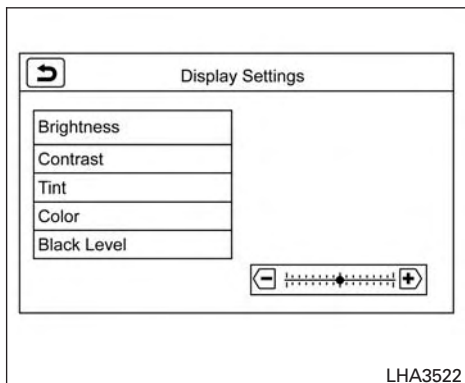 Display Settings
Brightness
Contrast
Tint
Color
Black Level
LHA3522